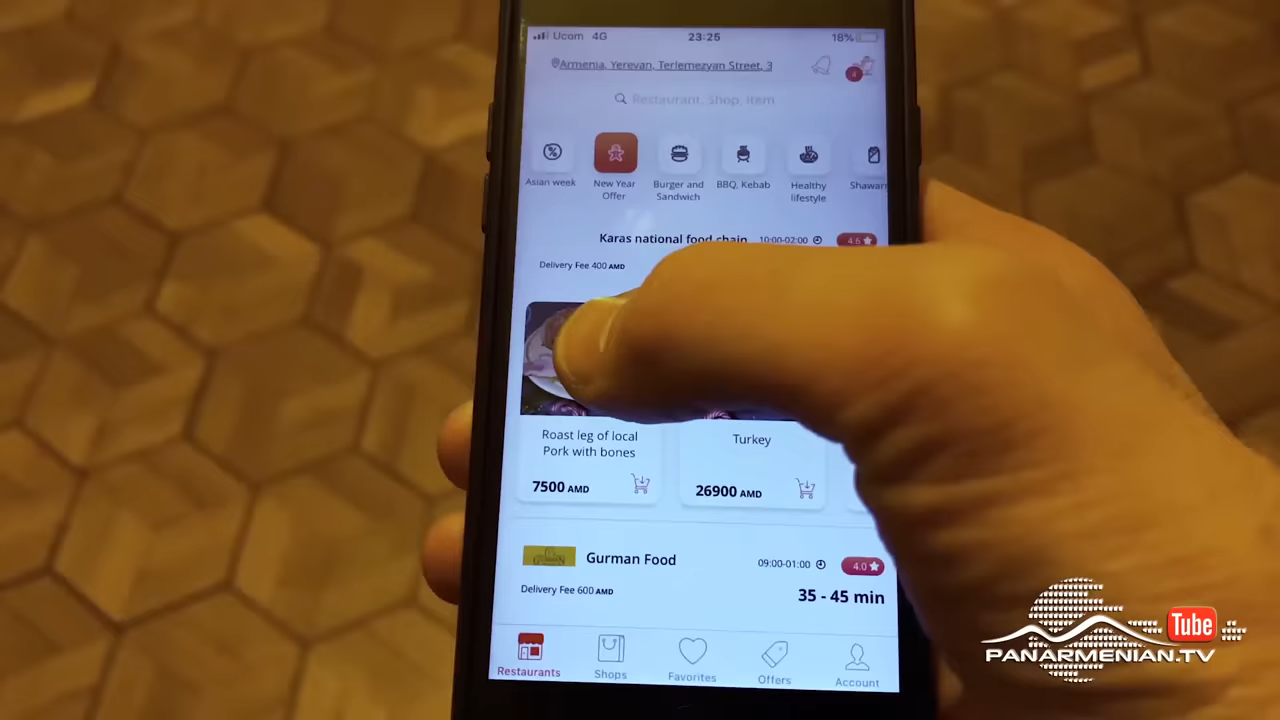 Ucom 4G 23:25 18%
Armenia, Yerevan, Terlemezyan Street, 3
4
Restaurant, Shop, Item
Asian week
New Year
Offer
Burger and
Sandwich
BBQ, Kebab
Healthy
lifestyle
Shawar
Karas national food chain 10:00-02:00 4.6
Delivery Fee 400 AMD
Roast leg of local
Pork with bones
7500 AMD
Turkey
26900 AMD
Gurman Food 09:00-01:00 4.0
Delivery Fee 600 AMD
35 - 45 min
Restaurants
Shops
Favorites
Offers
Account
Tube
PANARMENIAN.TV